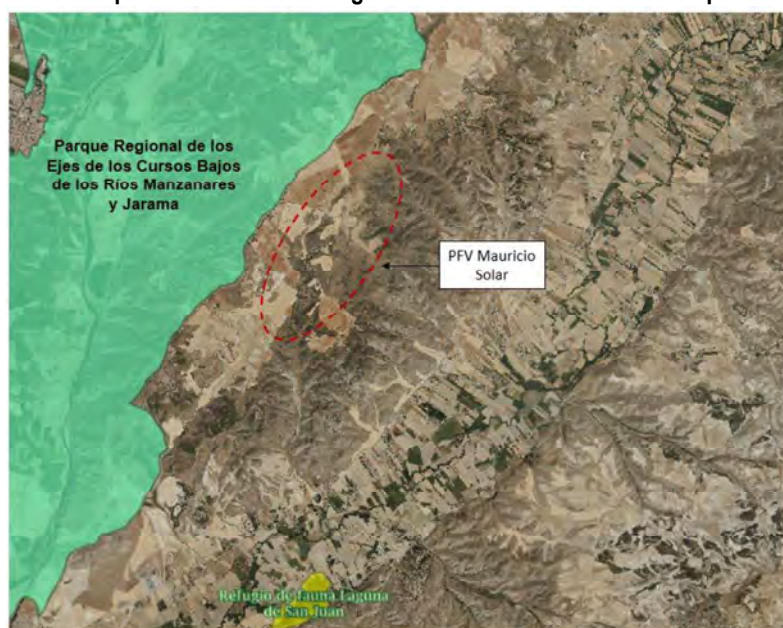 Parque Regional de los
Ejes de los Cursos Bajos
de los Ríos Manzanares
y Jarama
PFV Mauricio
Solar
Refugio de fauna Laguna
de San Juan